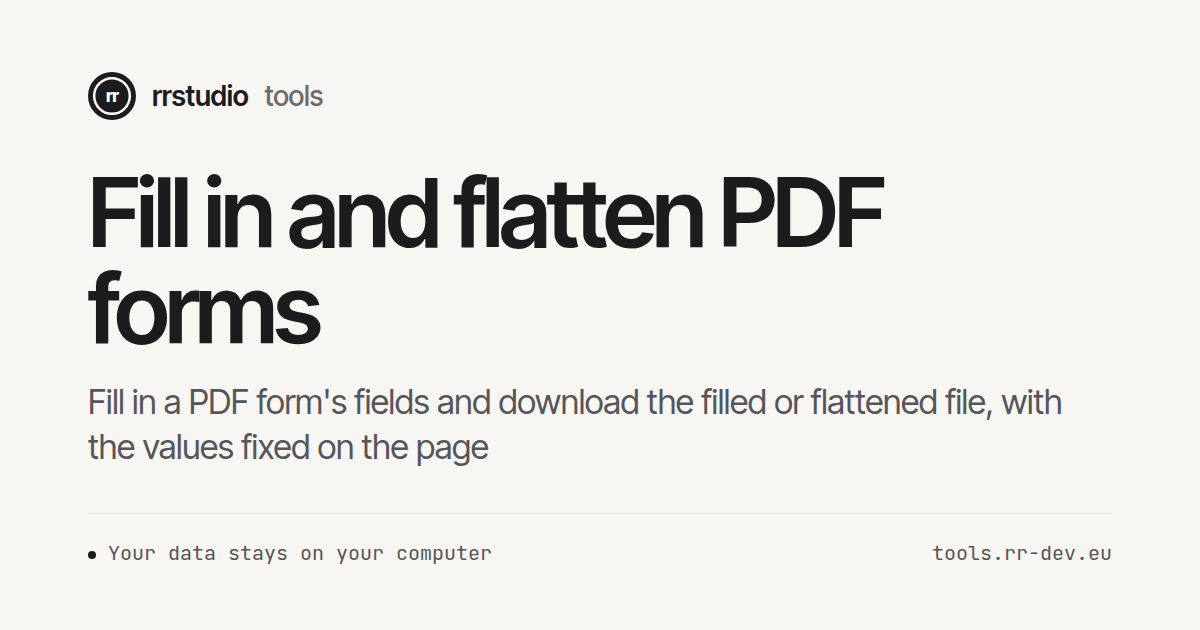 rr rrstudio tools
Fill in and flatten PDF
forms
Fill in a PDF form's fields and download the filled or flattened file, with
the values fixed on the page
Your data stays on your computer
tools.rr-dev.eu